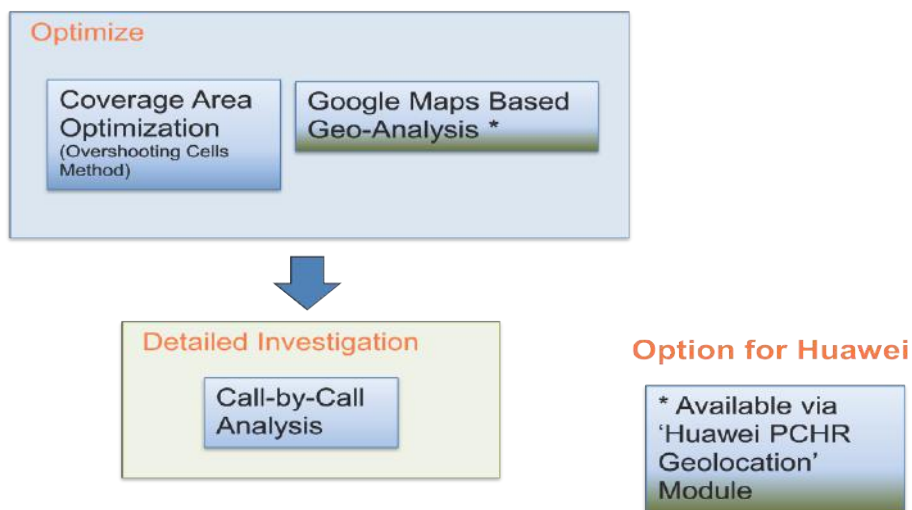 Optimize
Coverage Area
Optimization
(Overshooting Cells
Method)
Google Maps Based
Geo-Analysis *
Detailed Investigation
Call-by-Call
Analysis
Option for Huawei
* Available via
‘Huawei PCHR
Geolocation’
Module